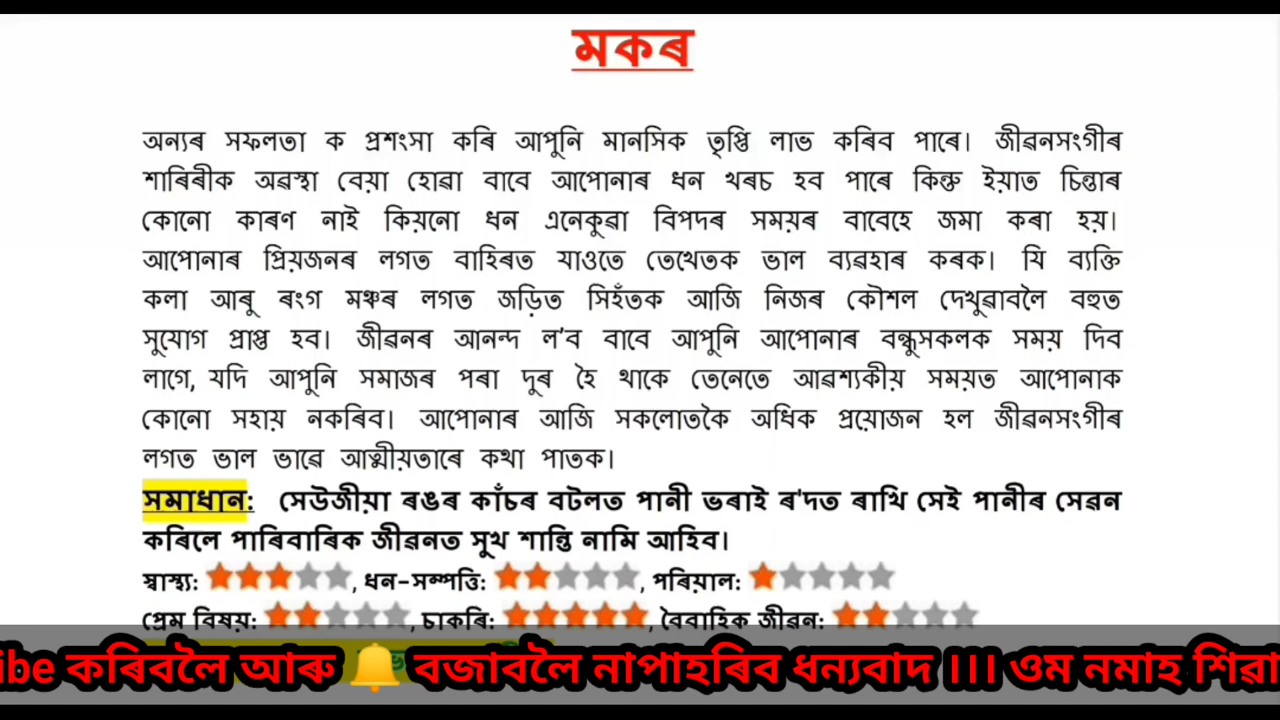 মকৰ
অন্যৰ সফলতা ক প্ৰশংসা কৰি আপুনি মানসিক তৃপ্তি লাভ কৰিব পাৰে। জীৱনসংগীৰ
শাৰিৰীক অৱস্থা বেয়া হোৱা বাবে আপোনাৰ ধন খৰচ হব পাৰে কিন্তু ইয়াত চিন্তাৰ
কোনো কাৰণ নাই কিয়নো ধন এনেকুৱা বিপদৰ সময়ৰ বাবেহে জমা কৰা হয়।
আপোনাৰ প্ৰিয়জনৰ লগত বাহিৰত যাওতে তেখেতক ভাল ব্যৱহাৰ কৰক। যি ব্যক্তি
কলা আৰু ৰংগ মঞ্চৰ লগত জড়িত সিহঁতক আজি নিজৰ কৌশল দেখুৱাবলৈ বহুত
সুযোগ প্ৰাপ্ত হব। জীৱনৰ আনন্দ ল'ব বাবে আপুনি আপোনাৰ বন্ধুসকলক সময় দিব
লাগে, যদি আপুনি সমাজৰ পৰা দুৰ হৈ থাকে তেনেতে আৱশ্যকীয় সময়ত আপোনাক
কোনো সহায় নকৰিব। আপোনাৰ আজি সকলোতকৈ অধিক প্ৰয়োজন হল জীৱনসংগীৰ
লগত ভাল ভাৱে আত্মীয়তাৰে কথা পাতক।
সমাধান: সেউজীয়া ৰঙৰ কাঁচৰ বটলত পানী ভৰাই ৰ'দত ৰাখি সেই পানীৰ সেৱন
কৰিলে পাৰিবাৰিক জীৱনত সুখ শান্তি নামি আহিব।
স্বাস্থ্য: , ধন-সম্পত্তি: , পৰিয়াল:
প্ৰেম বিষয়: , চাকৰি: , বৈবাহিক জীৱন:
ibe কৰিবলৈ আৰু 🔔 বজাবলৈ নাপাহৰিব ধন্যবাদ ।।। ওম নমাহ শিৱা